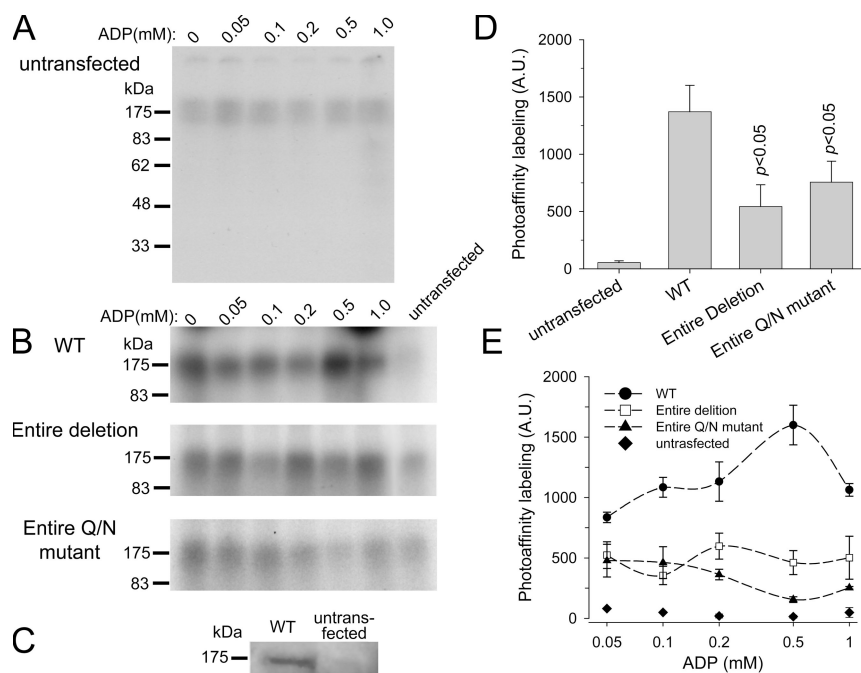 A
ADP(mM): 0 0.05 0.1 0.2 0.5 1.0
untransfected
kDa
175
83
62
48
33
ADP(mM): 0 0.05 0.1 0.2 0.5 1.0 untransfected
B
WT
kDa
175
83
Entire deletion
175
83
Entire Q/N
mutant
175
83
C
kDa
WT
untrans-
fected
175
D
Photoaffinity labeling (A.U.)
2000
1500
1000
500
0
p<0.05
p<0.05
untransfected
WT
Entire Deletion
Entire Q/N mutant
E
Photoaffinity labeling (A.U.)
2000
1500
1000
500
0
WT
Entire delition
Entire Q/N mutant
untrasfected
0.05 0.1 0.2 0.5 1
ADP (mM)